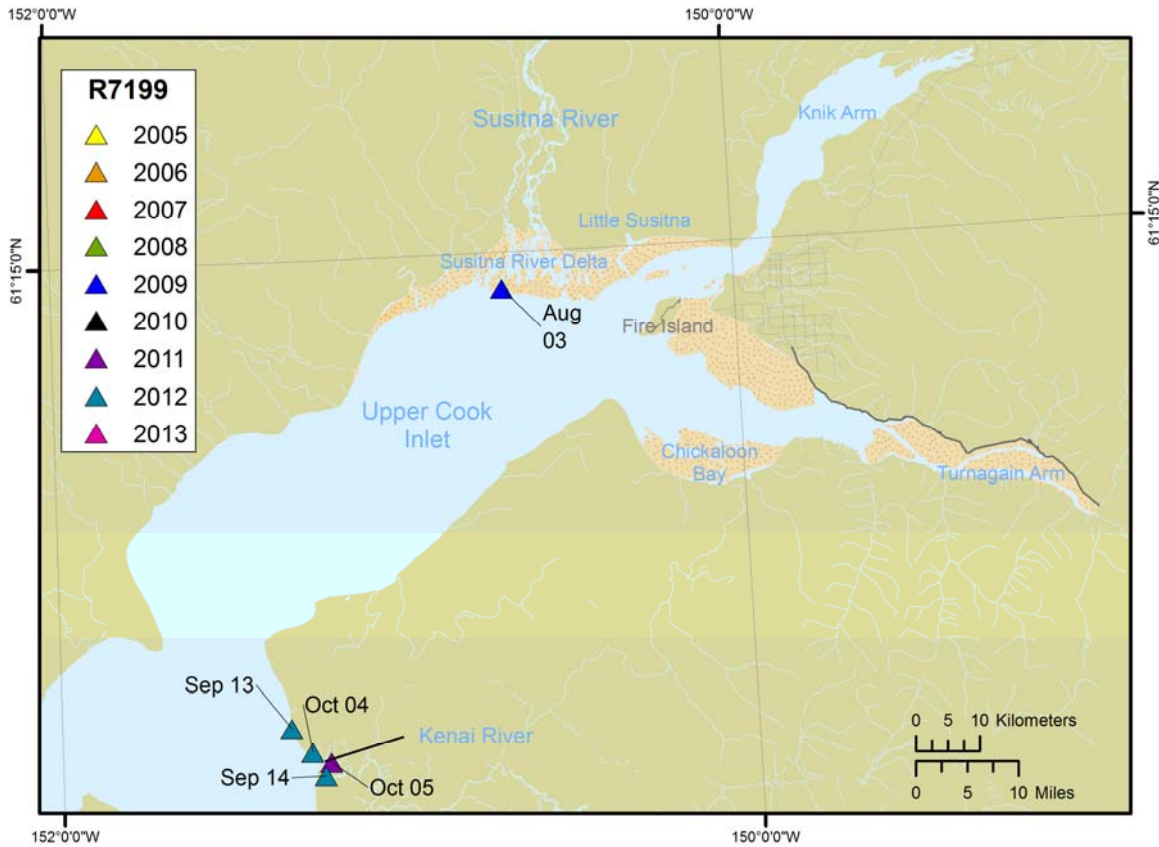 152°0'0"W
150°0'0"W
R7199
2005
2006
2007
2008
2009
2010
2011
2012
2013
Susitna River
Knik Arm
Little Susitna
Susitna River Delta
61°15'0"N
61°15'0"N
Aug
03
Fire Island
Upper Cook
Inlet
Chickaloon
Bay
Turnagain Arm
Sep 13
Oct 04
Kenai River
Sep 14
Oct 05
0 5 10 Kilometers
0 5 10 Miles
152°0'0"W
150°0'0"W